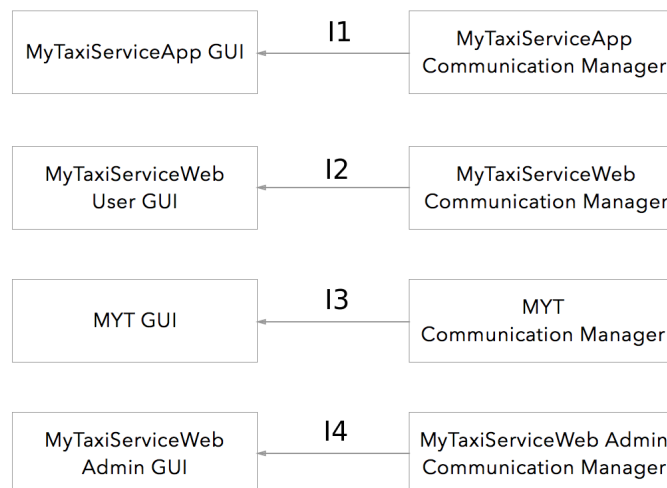 MyTaxiServiceApp GUI
I1
MyTaxiServiceApp
Communication Manager
MyTaxiServiceWeb
User GUI
I2
MyTaxiServiceWeb
Communication Manager
MYT GUI
I3
MYT
Communication Manager
MyTaxiServiceWeb
Admin GUI
I4
MyTaxiServiceWeb Admin
Communication Manager